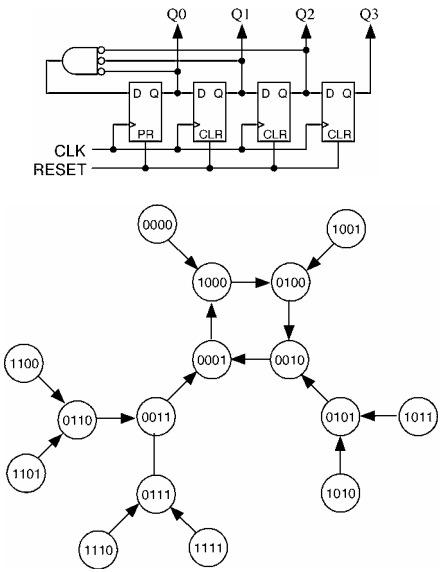 Q0 Q1 Q2 Q3
D Q D Q D Q D Q
PR CLR CLR CLR
CLK
RESET
0000 1001
1000 0100
1100 0001 0010
0110 0011 0101 1011
1101 0111 1010
1110 1111